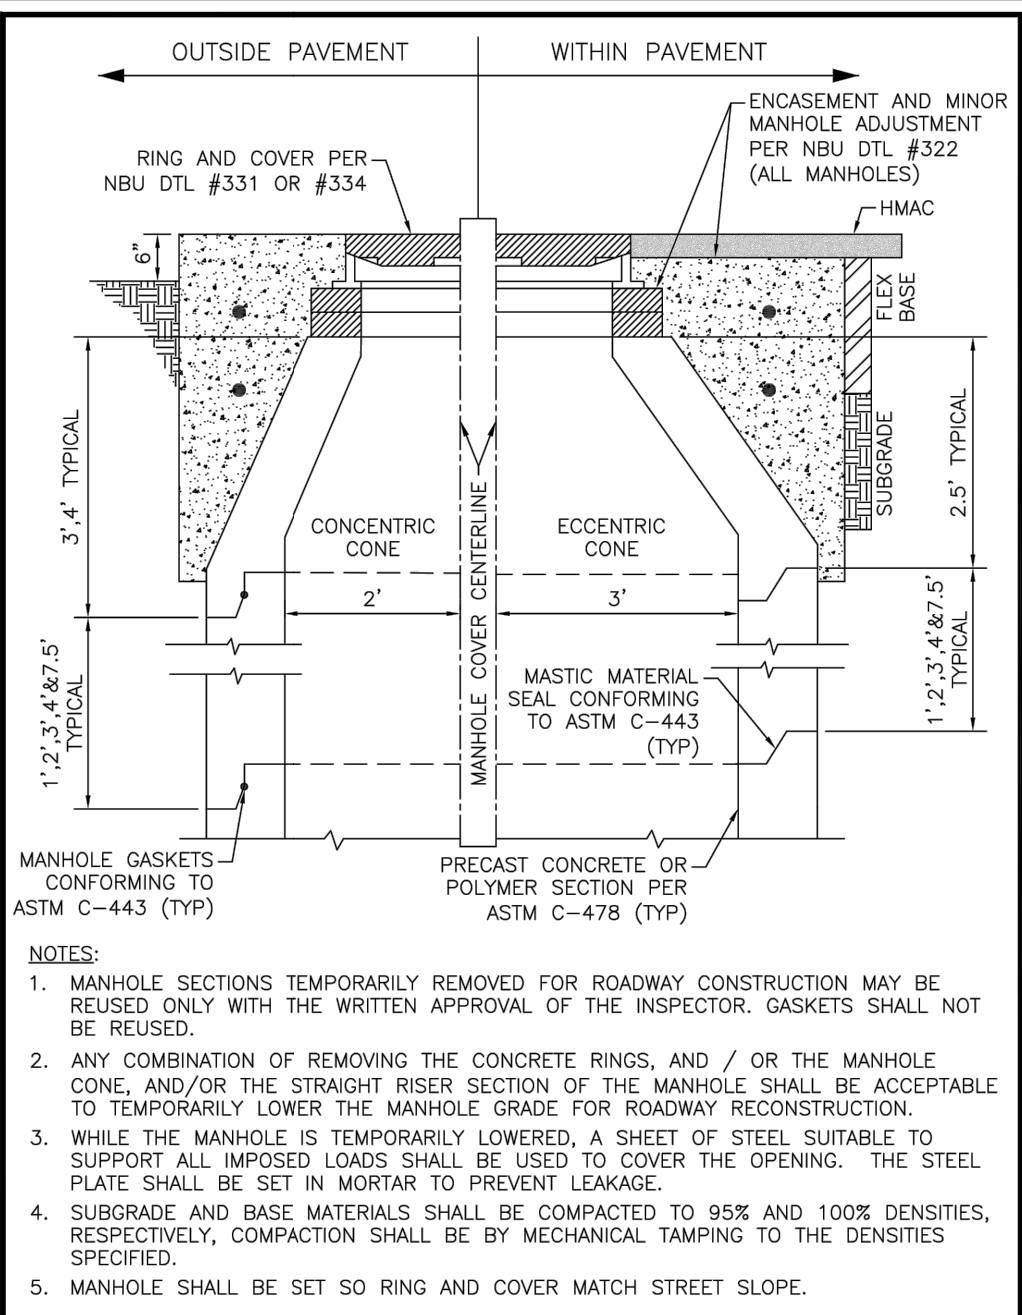 OUTSIDE PAVEMENT
WITHIN PAVEMENT
ENCASEMENT AND MINOR
MANHOLE ADJUSTMENT
PER NBU DTL #322
(ALL MANHOLES)
RING AND COVER PER
NBU DTL #331 OR #334
HMAC
6"
FLEX
BASE
SUBGRADE
3',4' TYPICAL
2.5' TYPICAL
CONCENTRIC
CONE
ECCENTRIC
CONE
MANHOLE COVER CENTERLINE
2'
3'
1',2',3',4'&7.5'
TYPICAL
1',2',3',4'&7.5'
TYPICAL
MASTIC MATERIAL
SEAL CONFORMING
TO ASTM C-443
(TYP)
MANHOLE GASKETS
CONFORMING TO
ASTM C-443 (TYP)
PRECAST CONCRETE OR
POLYMER SECTION PER
ASTM C-478 (TYP)
NOTES:
1. MANHOLE SECTIONS TEMPORARILY REMOVED FOR ROADWAY CONSTRUCTION MAY BE
REUSED ONLY WITH THE WRITTEN APPROVAL OF THE INSPECTOR. GASKETS SHALL NOT
BE REUSED.
2. ANY COMBINATION OF REMOVING THE CONCRETE RINGS, AND / OR THE MANHOLE
CONE, AND/OR THE STRAIGHT RISER SECTION OF THE MANHOLE SHALL BE ACCEPTABLE
TO TEMPORARILY LOWER THE MANHOLE GRADE FOR ROADWAY RECONSTRUCTION.
3. WHILE THE MANHOLE IS TEMPORARILY LOWERED, A SHEET OF STEEL SUITABLE TO
SUPPORT ALL IMPOSED LOADS SHALL BE USED TO COVER THE OPENING. THE STEEL
PLATE SHALL BE SET IN MORTAR TO PREVENT LEAKAGE.
4. SUBGRADE AND BASE MATERIALS SHALL BE COMPACTED TO 95% AND 100% DENSITIES,
RESPECTIVELY, COMPACTION SHALL BE BY MECHANICAL TAMPING TO THE DENSITIES
SPECIFIED.
5. MANHOLE SHALL BE SET SO RING AND COVER MATCH STREET SLOPE.